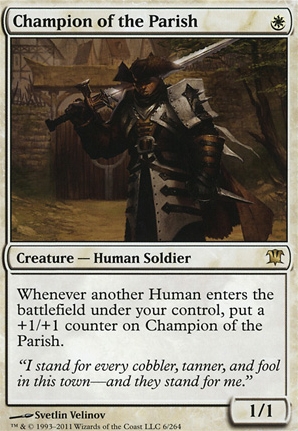 Champion of the Parish
Creature — Human Soldier
Whenever another Human enters the
battlefield under your control, put a
+1/+1 counter on Champion of the
Parish.
“I stand for every cobbler, tanner, and fool
in this town—and they stand for me.”
Svetlin Velinov
™ & © 1993–2011 Wizards of the Coast LLC 6/264
1/1